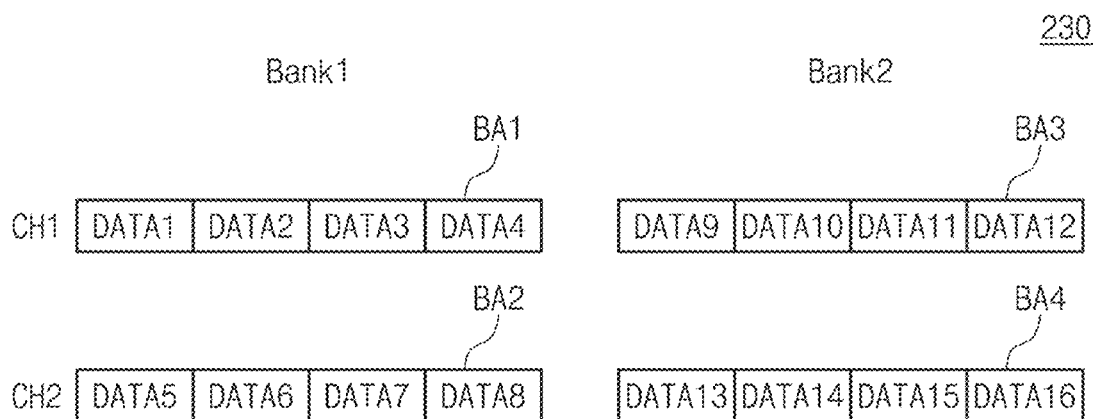 230
Bank1 Bank2
BA1 BA3
CH1 DATA1 DATA2 DATA3 DATA4 DATA9 DATA10 DATA11 DATA12
BA2 BA4
CH2 DATA5 DATA6 DATA7 DATA8 DATA13 DATA14 DATA15 DATA16